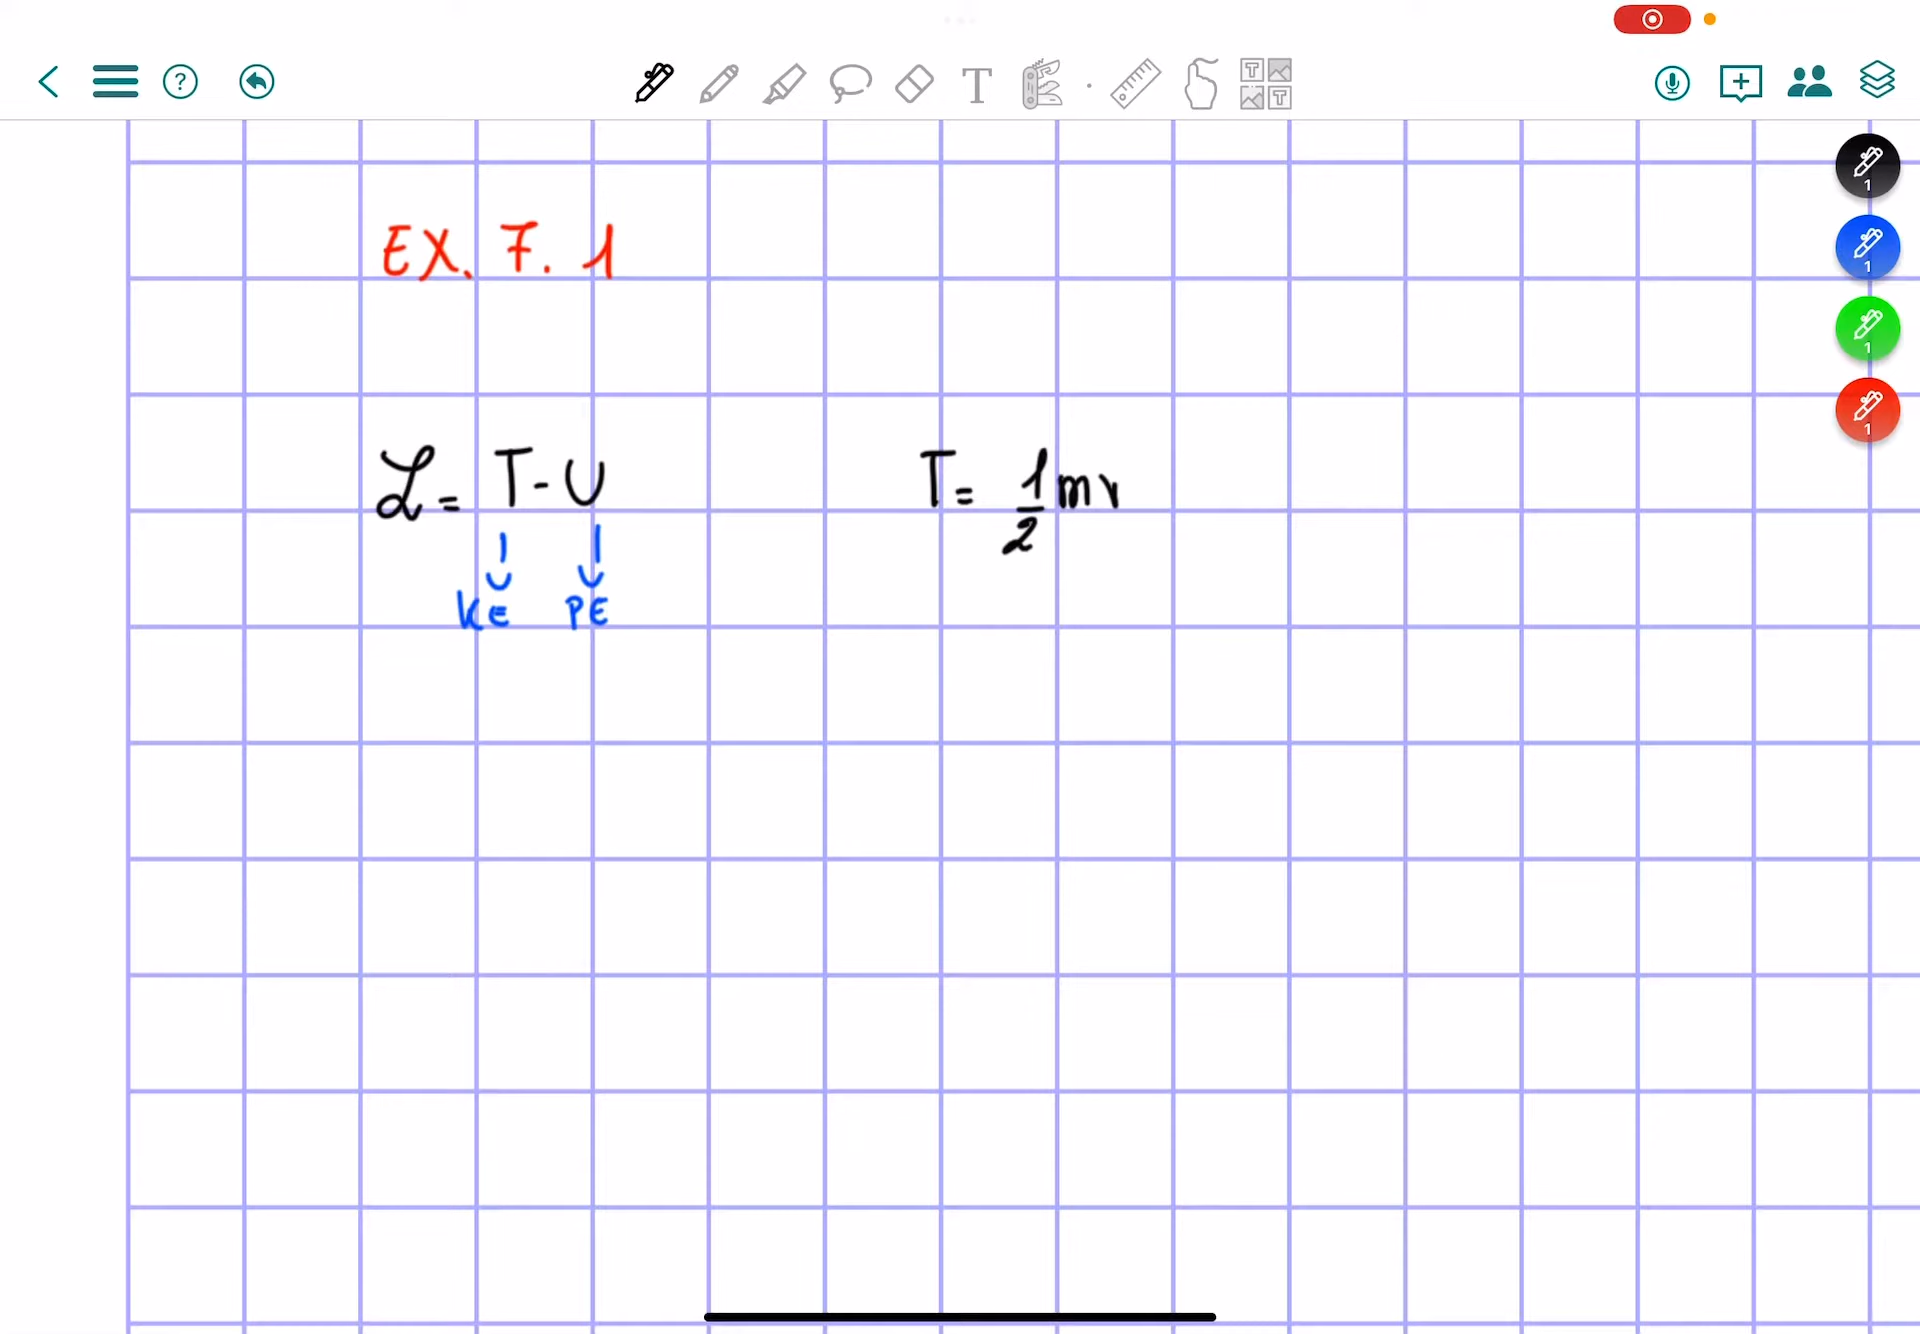 EX. 7. 1
ℒ = T - U
T = 1/2 mv
KE PE